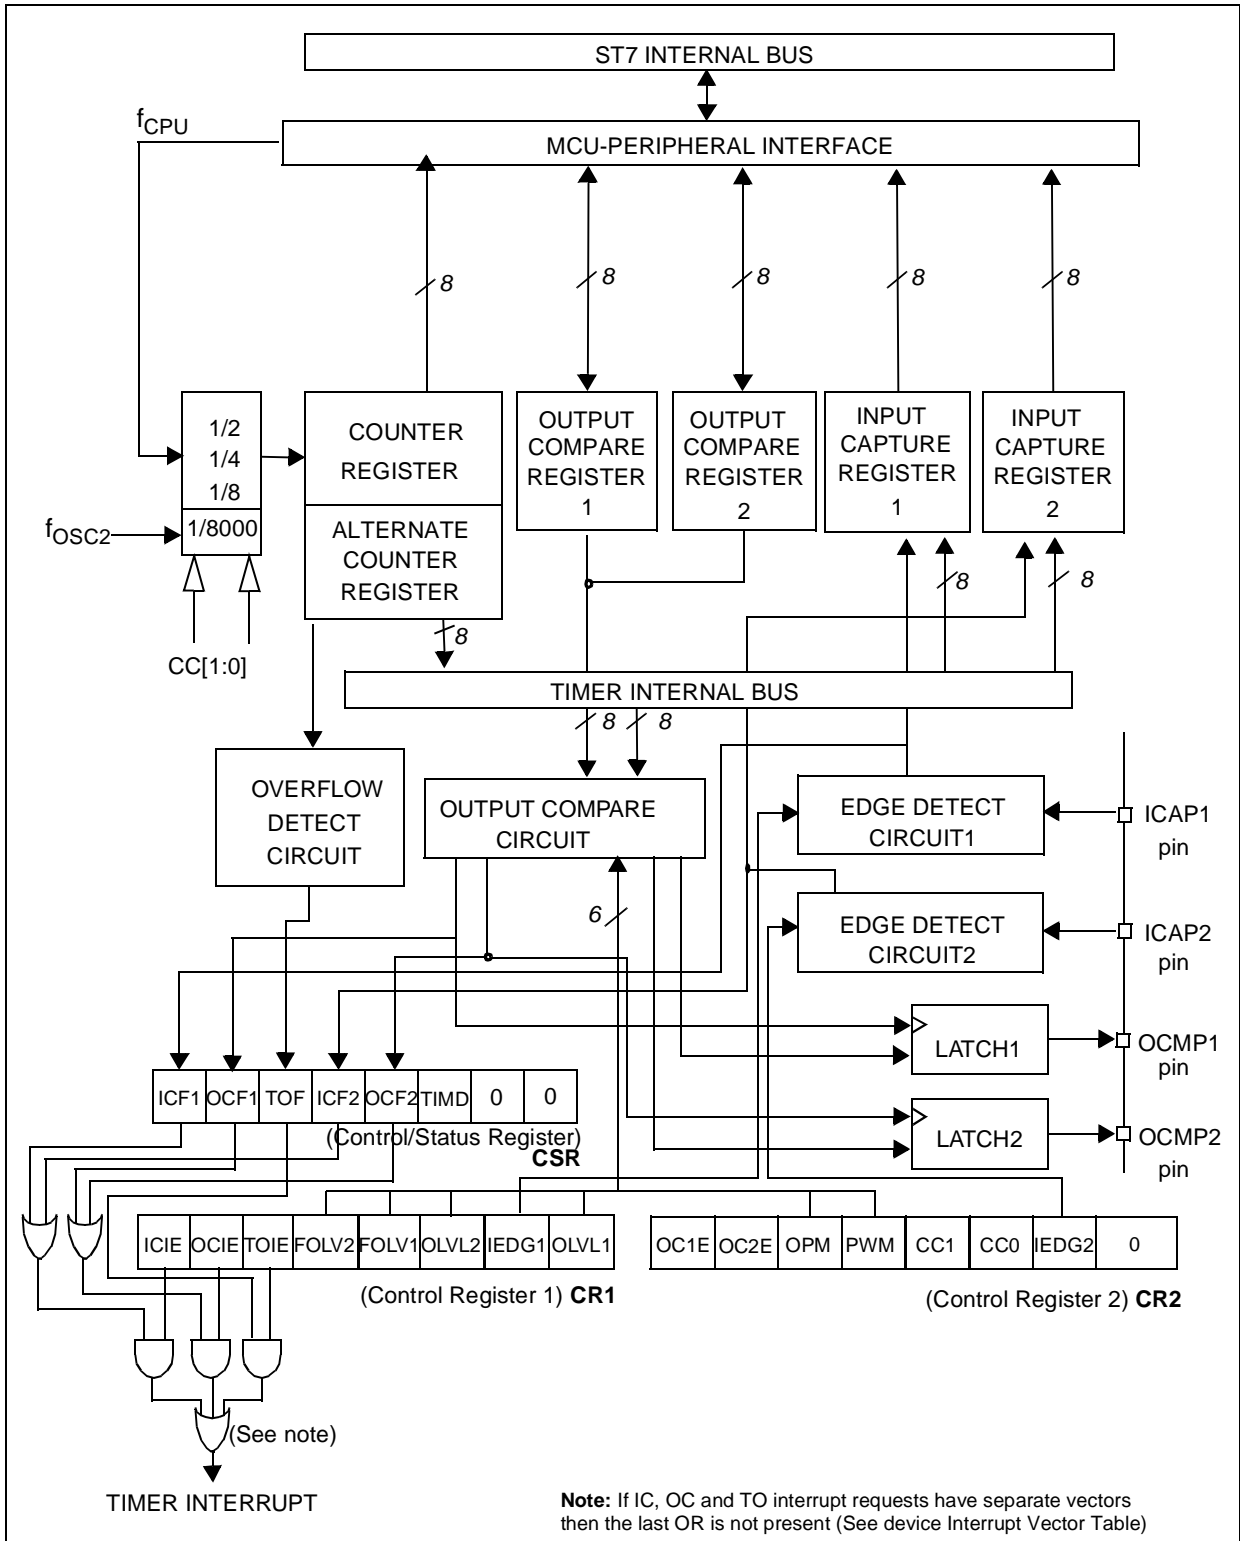 ST7 INTERNAL BUS
fCPU
MCU-PERIPHERAL INTERFACE
8
8
8
8
8
1/2
1/4
1/8
1/8000
fOSC2
CC[1:0]
COUNTER
REGISTER
ALTERNATE
COUNTER
REGISTER
OUTPUT
COMPARE
REGISTER
1
OUTPUT
COMPARE
REGISTER
2
INPUT
CAPTURE
REGISTER
1
INPUT
CAPTURE
REGISTER
2
8
8
8
TIMER INTERNAL BUS
8
8
OVERFLOW
DETECT
CIRCUIT
OUTPUT COMPARE
CIRCUIT
6
EDGE DETECT
CIRCUIT1
ICAP1
pin
EDGE DETECT
CIRCUIT2
ICAP2
pin
LATCH1
OCMP1
pin
LATCH2
OCMP2
pin
ICF1 OCF1 TOF ICF2 OCF2 TIMD 0 0
(Control/Status Register)
CSR
ICIE OCIE TOIE FOLV2 FOLV1 OLVL2 IEDG1 OLVL1
(Control Register 1) CR1
OC1E OC2E OPM PWM CC1 CC0 IEDG2 0
(Control Register 2) CR2
(See note)
TIMER INTERRUPT
Note: If IC, OC and TO interrupt requests have separate vectors
then the last OR is not present (See device Interrupt Vector Table)